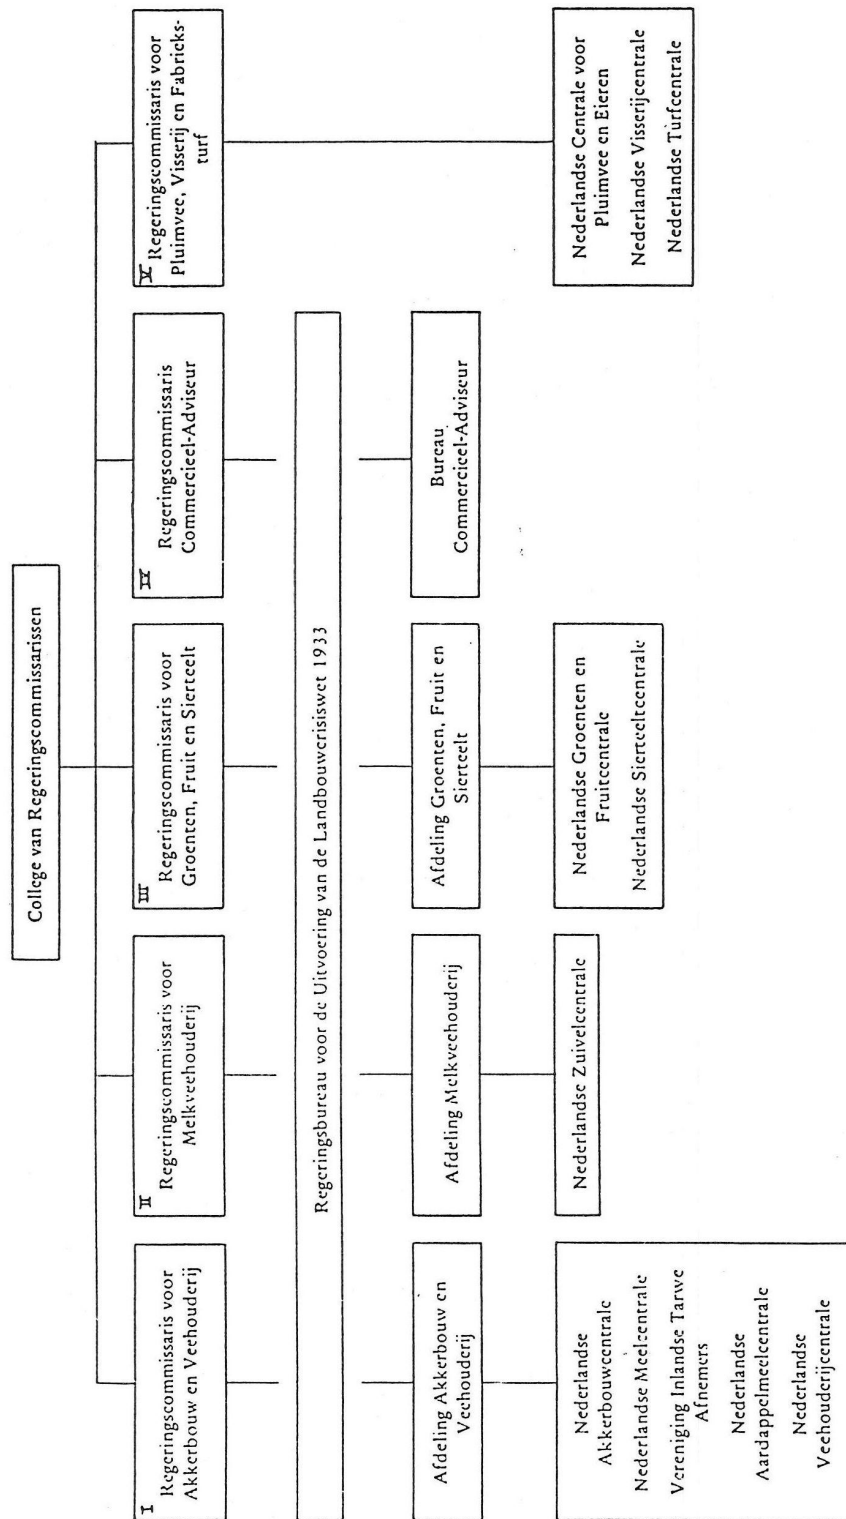 College van Regeringscommissarissen
I
Regeringscommissaris voor
Akkerbouw en Veehouderij
II
Regeringscommissaris voor
Melkveehouderij
III
Regeringscommissaris voor
Groenten, Fruit en Sierteelt
IV
Regeringscommissaris
Commercieel-Adviseur
V
Regeringscommissaris voor
Pluimvee, Visserij en Fabrieks-
turf
Regeringsbureau voor de Uitvoering van de Landbouwcrisiswet 1933
Afdeling Akkerbouw en
Veehouderij
Afdeling Melkveehouderij
Afdeling Groenten, Fruit en
Sierteelt
Bureau
Commercieel-Adviseur
Nederlandse
Akkerbouwcentrale
Nederlandse Meelcentrale
Vereniging Inlandse Tarwe
Afnemers
Nederlandse
Aardappelmeelcentrale
Nederlandse
Veehouderijcentrale
Nederlandse Zuivelcentrale
Nederlandse Groenten en
Fruitcentrale
Nederlandse Sierteeltcentrale
Nederlandse Centrale voor
Pluimvee en Eieren
Nederlandse Visserijcentrale
Nederlandse Turfcentrale